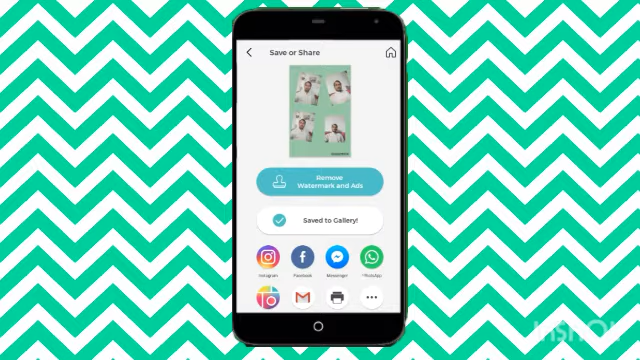 Save or Share
Remove
Watermark and Ads
Saved to Gallery!
Instagram
Facebook
Messenger
WhatsApp
InShOt